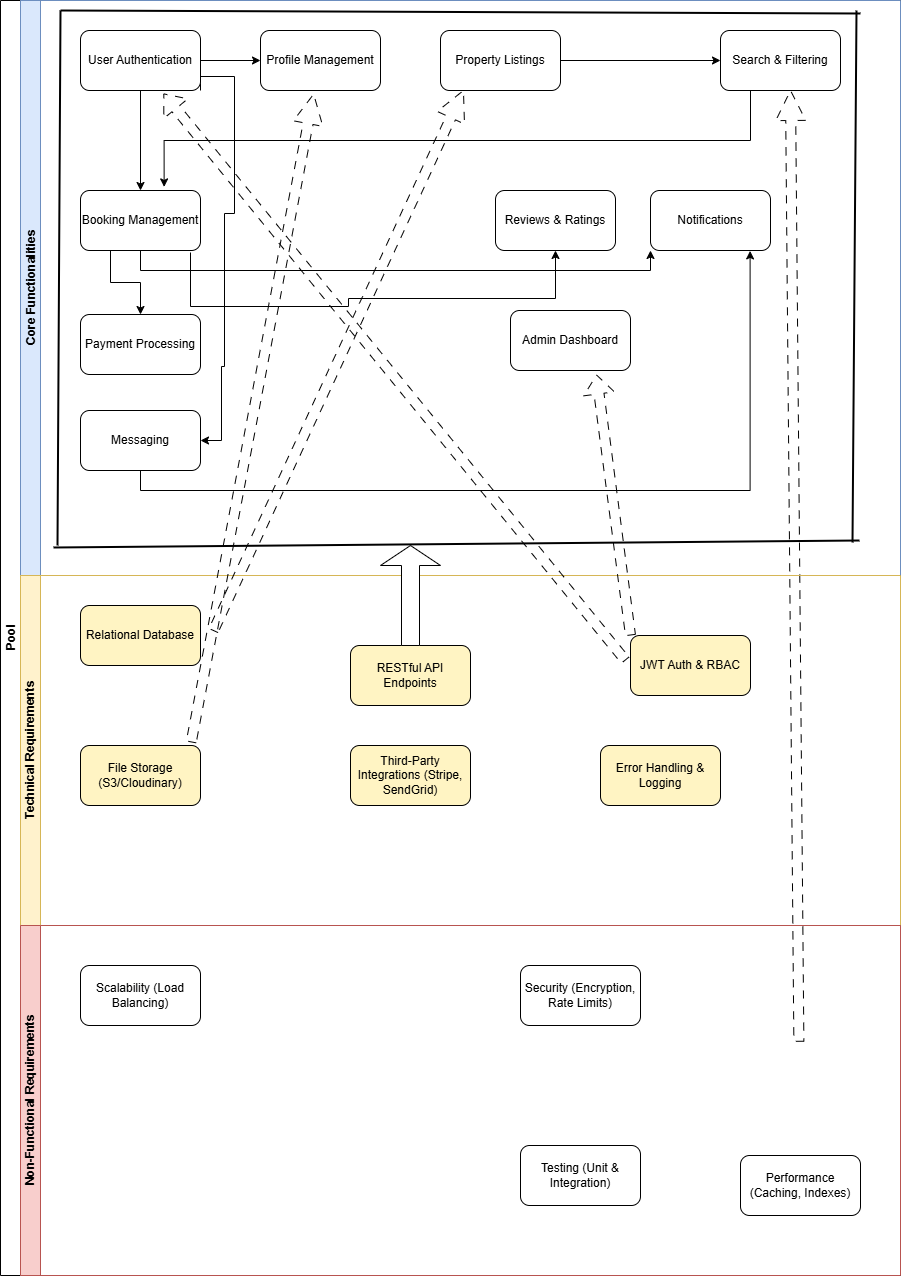 Pool
Core Functionalities
User Authentication
Profile Management
Property Listings
Search & Filtering
Booking Management
Reviews & Ratings
Notifications
Payment Processing
Admin Dashboard
Messaging
Technical Requirements
Relational Database
RESTful API
Endpoints
JWT Auth & RBAC
File Storage
(S3/Cloudinary)
Third-Party
Integrations (Stripe,
SendGrid)
Error Handling &
Logging
Non-Functional Requirements
Scalability (Load
Balancing)
Security (Encryption,
Rate Limits)
Testing (Unit &
Integration)
Performance
(Caching, Indexes)